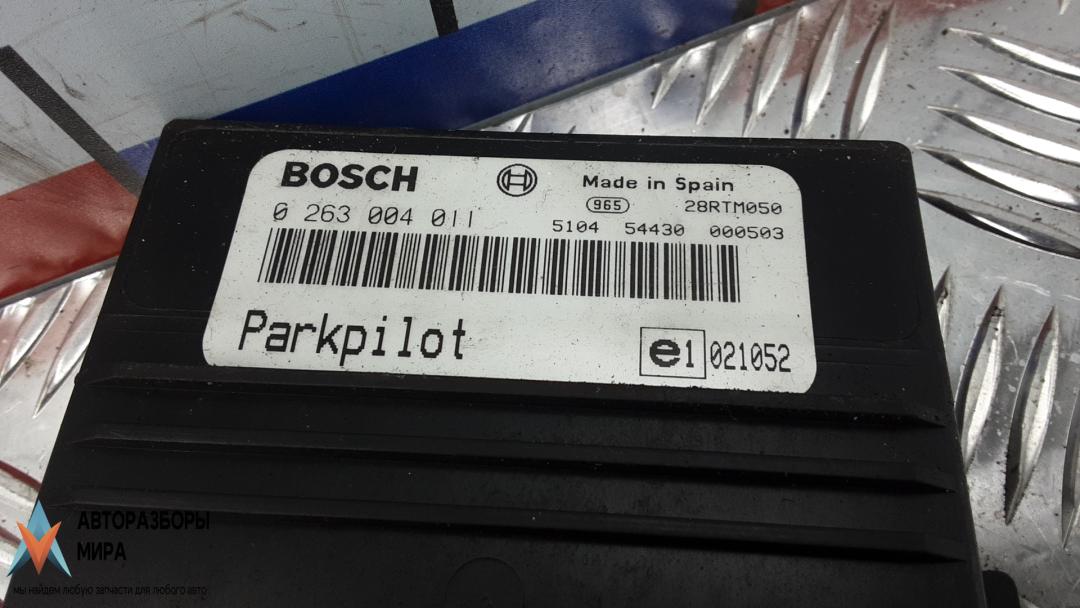 BOSCH
Made in Spain
965 28RTM050
0 263 004 011
5104 54430 000503
Parkpilot
e1 021052
АВТОРАЗБОРЫ
МИРА
мы найдем любую запчасти для любого авто